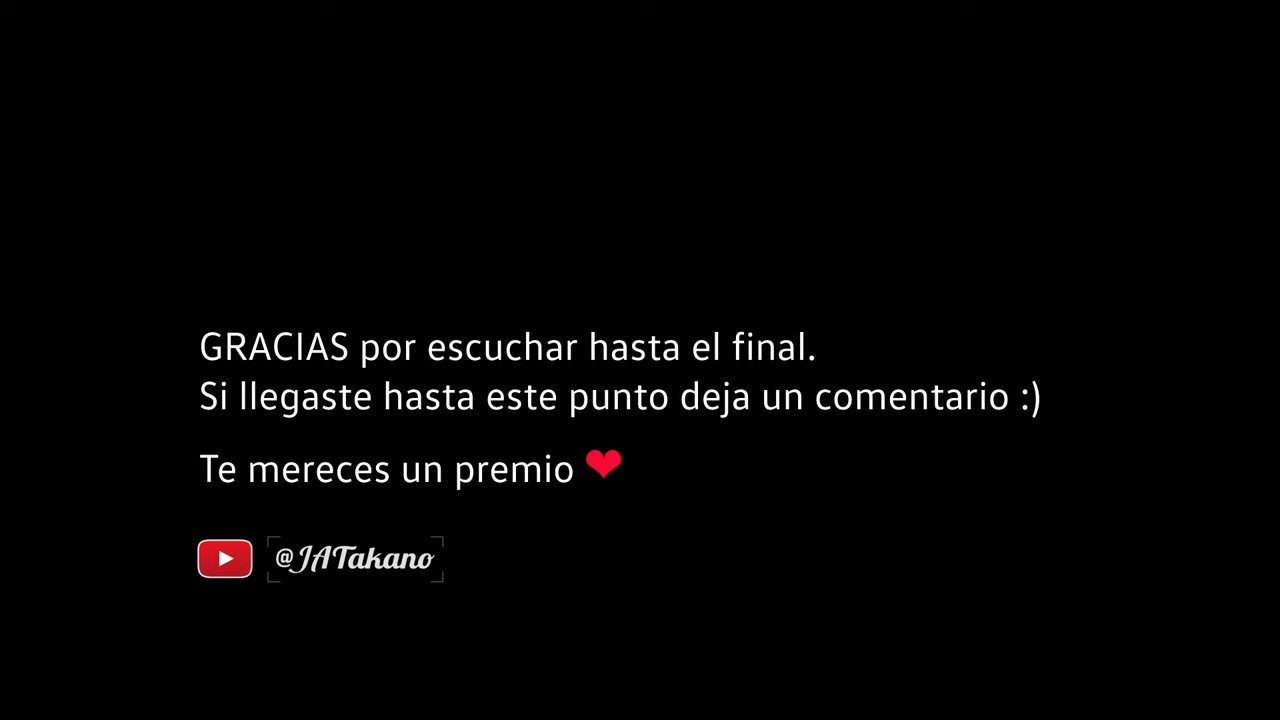 GRACIAS por escuchar hasta el final.
Si llegaste hasta este punto deja un comentario :)
Te mereces un premio ❤
@JATakano